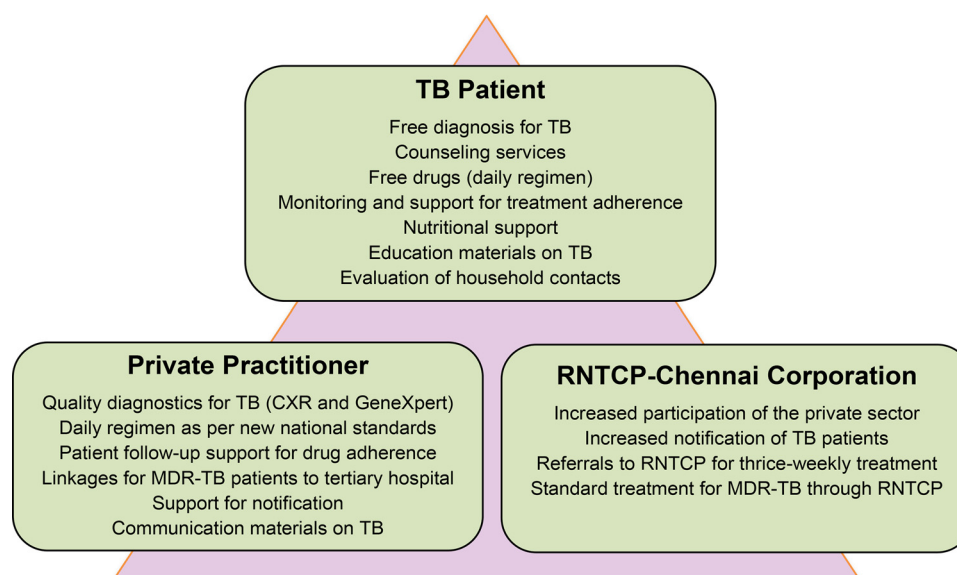 TB Patient
Free diagnosis for TB
Counseling services
Free drugs (daily regimen)
Monitoring and support for treatment adherence
Nutritional support
Education materials on TB
Evaluation of household contacts
Private Practitioner
Quality diagnostics for TB (CXR and GeneXpert)
Daily regimen as per new national standards
Patient follow-up support for drug adherence
Linkages for MDR-TB patients to tertiary hospital
Support for notification
Communication materials on TB
RNTCP-Chennai Corporation
Increased participation of the private sector
Increased notification of TB patients
Referrals to RNTCP for thrice-weekly treatment
Standard treatment for MDR-TB through RNTCP